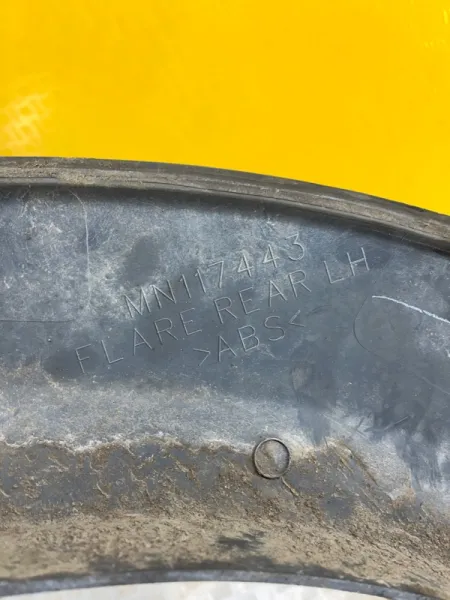 MN117443
FLARE REAR LH
>ABS<